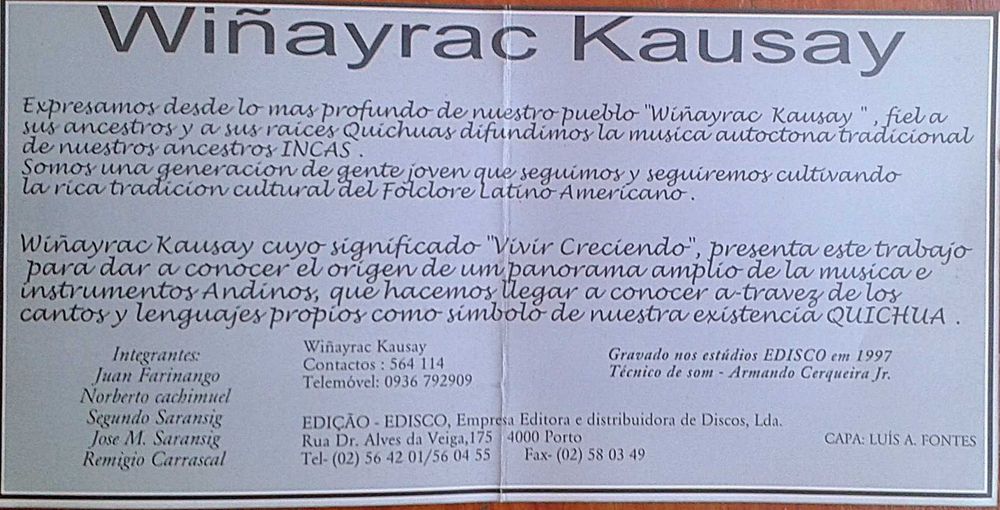 Wiñayrac Kausay
Expresamos desde lo mas profundo de nuestro pueblo "Wiñayrac Kausay ", fiel a
sus ancestros y a sus raices Quichuas difundimos la musica autoctona tradicional
de nuestros ancestros INCAS .
Somos una generacion de gente joven que seguimos y seguiremos cultivando
la rica tradicion cultural del Folclore Latino Americano .
Wiñayrac Kausay cuyo significado "Vivir Creciendo", presenta este trabajo
para dar a conocer el origen de um panorama amplio de la musica e
instrumentos Andinos, que hacemos llegar a conocer a-travez de los
cantos y lenguajes propios como simbolo de nuestra existencia QUICHUA .
Integrantes:
Juan Farinango
Norberto cachimuel
Segundo Saransig
Jose M. Saransig
Remigio Carrascal
Wiñayrac Kausay
Contactos : 564 114
Telemóvel: 0936 792909
Gravado nos estúdios EDISCO em 1997
Técnico de som - Armando Cerqueira Jr.
EDIÇÃO - EDISCO, Empresa Editora e distribuidora de Discos, Lda.
Rua Dr. Alves da Veiga,175 4000 Porto
Tel- (02) 56 42 01/56 04 55 Fax- (02) 58 03 49
CAPA: LUÍS A. FONTES